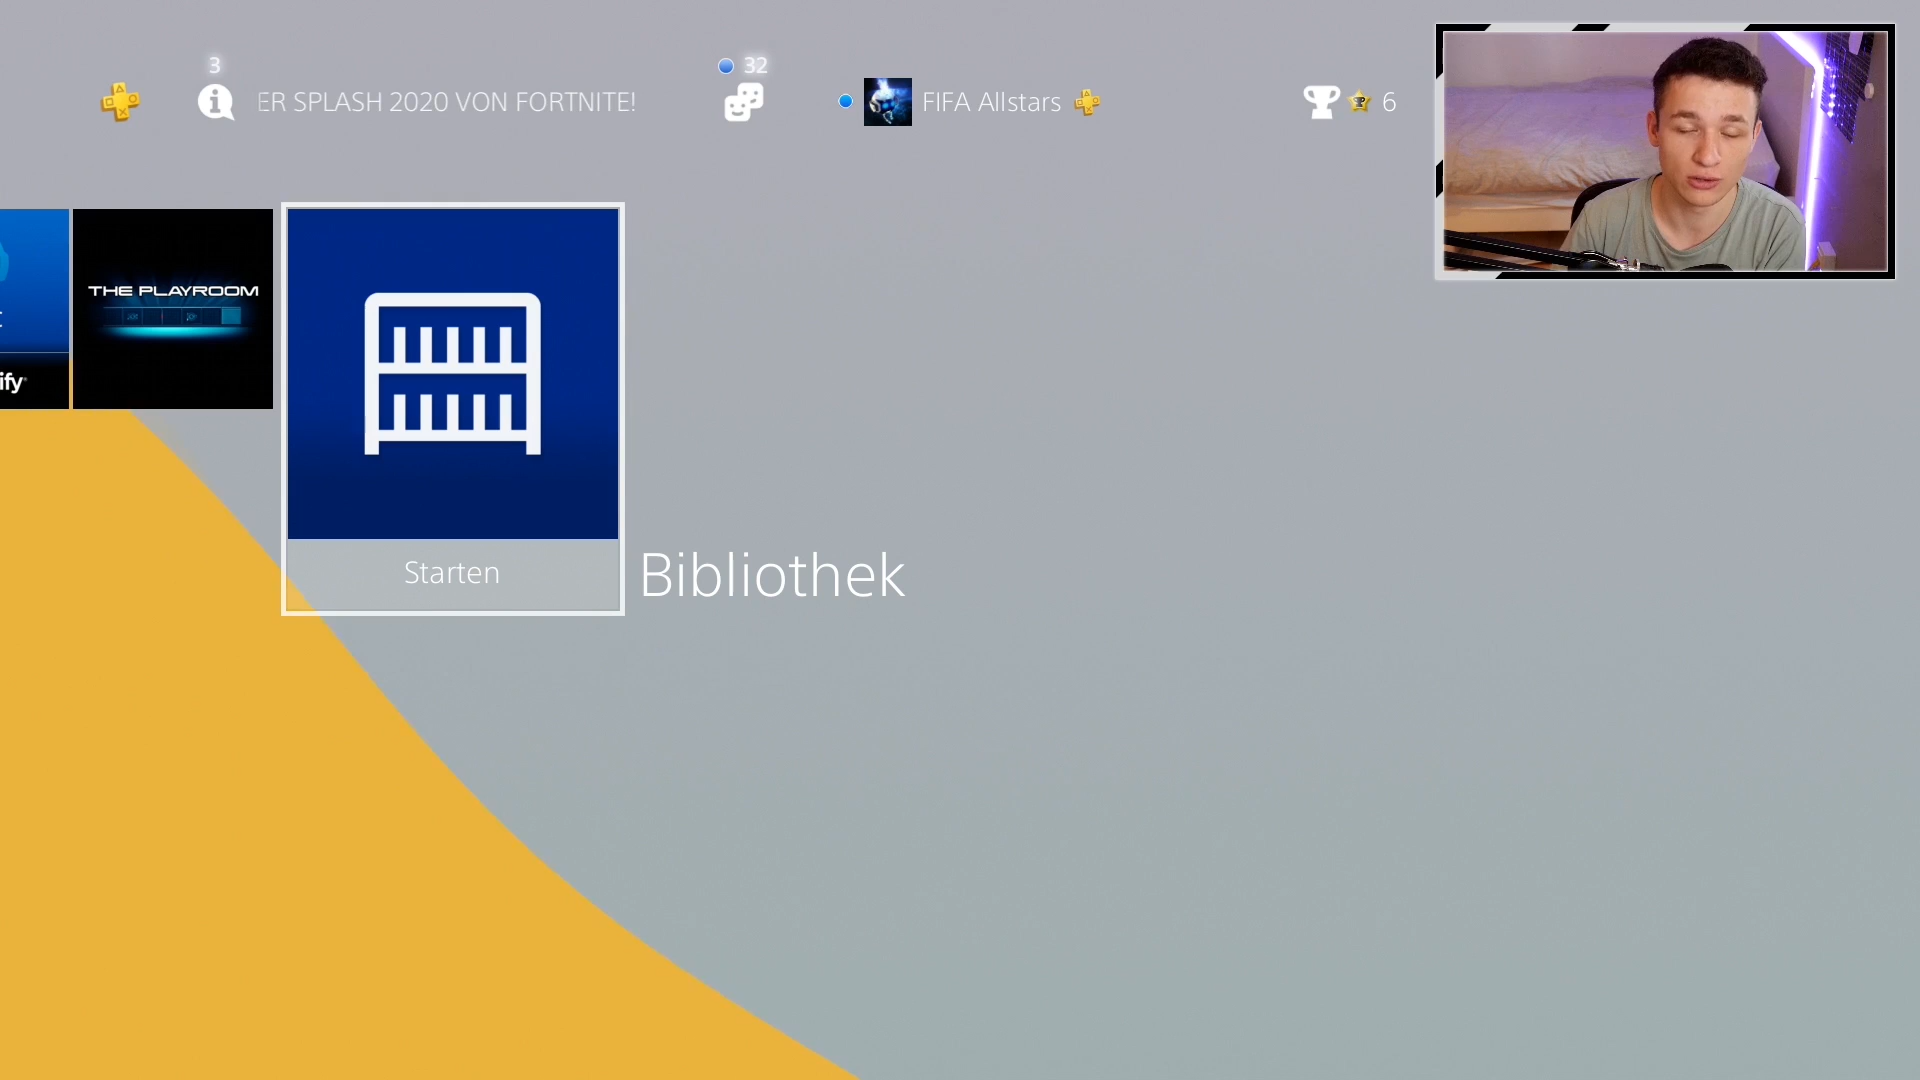 3
ER SPLASH 2020 VON FORTNITE!
32
FIFA Allstars
6
ify
THE PLAYROOM
Starten
Bibliothek